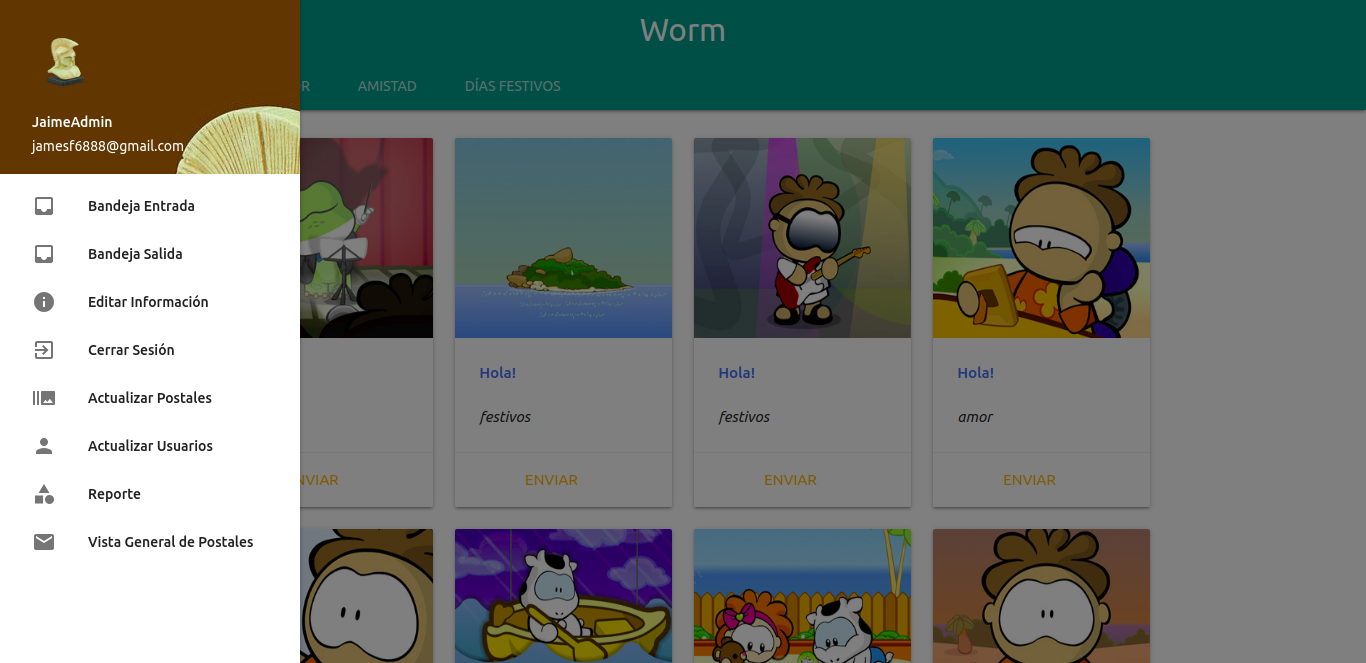 Worm
AMISTAD
DÍAS FESTIVOS
JaimeAdmin
jamesf6888@gmail.com
Bandeja Entrada
Bandeja Salida
Editar Información
Cerrar Sesión
Actualizar Postales
Actualizar Usuarios
Reporte
Vista General de Postales
Hola!
festivos
ENVIAR
Hola!
festivos
ENVIAR
Hola!
amor
ENVIAR